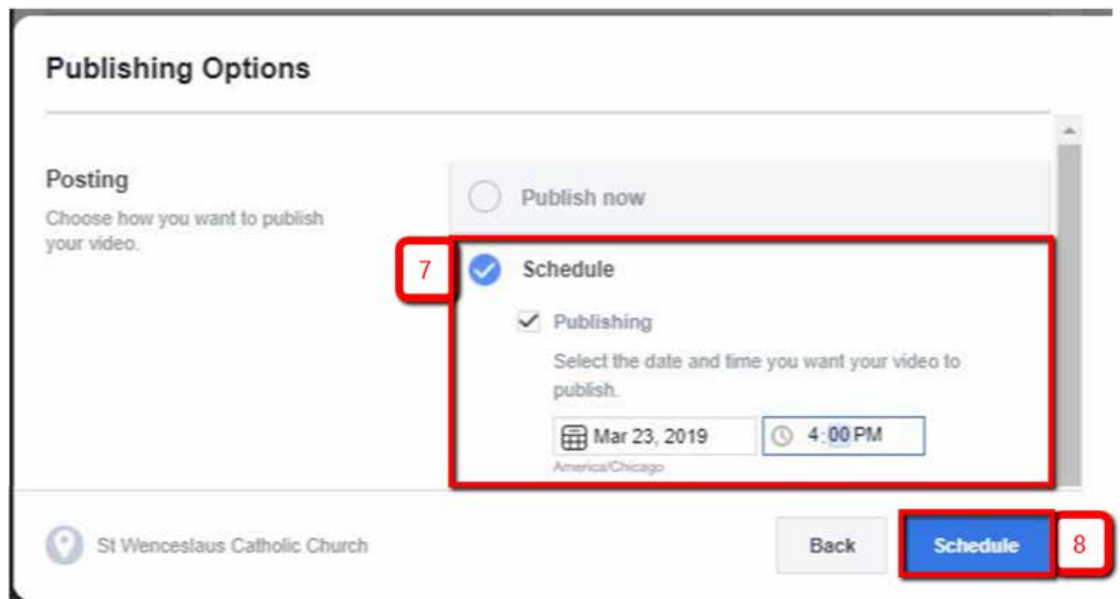 Publishing Options
Posting
Choose how you want to publish
your video.
Publish now
7
Schedule
Publishing
Select the date and time you want your video to
publish.
Mar 23, 2019
4:00 PM
America/Chicago
St Wenceslaus Catholic Church
Back
Schedule
8